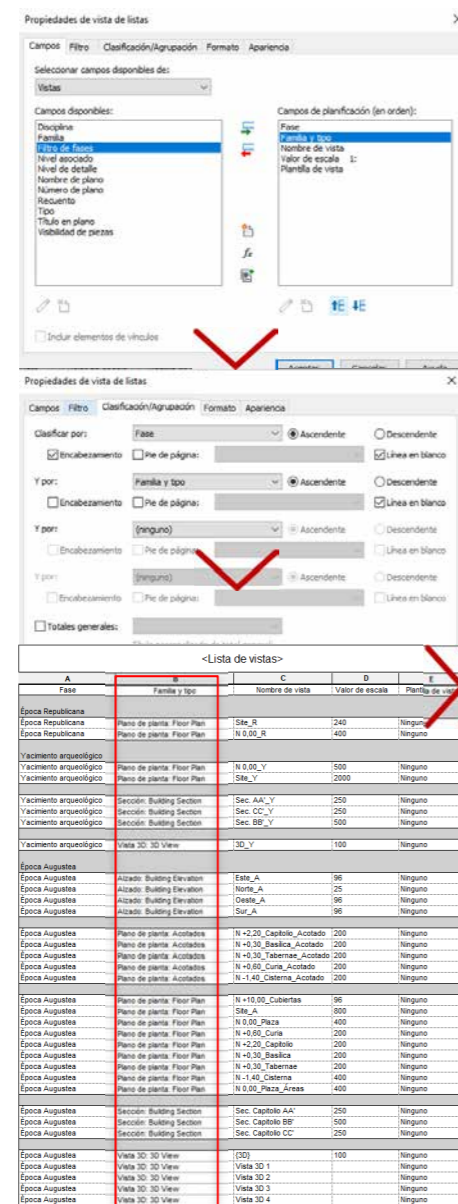 Propiedades de vista de listas
Campos Filtro Clasificación/Agrupación Formato Apariencia
Seleccionar campos disponibles de:
Vistas
Campos disponibles: Campos de planificación (en orden):
Disciplina Fase
Familia Familia y tipo
Filtro de fases Nombre de vista
Nivel asociado Valor de escala 1:
Nivel de detalle Plantilla de vista
Nombre de plano
Número de plano
Recuento
Tipo
Título en plano
Visibilidad de piezas
Incluir elementos de vínculos
Propiedades de vista de listas
Campos Filtro Clasificación/Agrupación Formato Apariencia
Clasificar por: Fase Ascendente Descendente
Encabezamiento Pie de página: Línea en blanco
Y por: Familia y tipo Ascendente Descendente
Encabezamiento Pie de página: Línea en blanco
Y por: (ninguno) Ascendente Descendente
Encabezamiento Pie de página: Línea en blanco
Y por: (ninguno) Ascendente Descendente
Encabezamiento Pie de página: Línea en blanco
Totales generales:
<Lista de vistas>
A B C D E
Fase Familia y tipo Nombre de vista Valor de escala Plantilla de vista
Época Republicana
Época Republicana Plano de planta: Floor Plan Site_R 240 Ninguno
Época Republicana Plano de planta: Floor Plan N 0,00_R 400 Ninguno
Yacimiento arqueológico
Yacimiento arqueológico Plano de planta: Floor Plan N 0,00_Y 500 Ninguno
Yacimiento arqueológico Plano de planta: Floor Plan Site_Y 2000 Ninguno
Yacimiento arqueológico Sección: Building Section Sec. AA'_Y 250 Ninguno
Yacimiento arqueológico Sección: Building Section Sec. CC'_Y 250 Ninguno
Yacimiento arqueológico Sección: Building Section Sec. BB'_Y 500 Ninguno
Yacimiento arqueológico Vista 3D: 3D View 3D_Y 100 Ninguno
Época Augustea
Época Augustea Alzado: Building Elevation Este_A 96 Ninguno
Época Augustea Alzado: Building Elevation Norte_A 25 Ninguno
Época Augustea Alzado: Building Elevation Oeste_A 96 Ninguno
Época Augustea Alzado: Building Elevation Sur_A 96 Ninguno
Época Augustea Plano de planta: Acotados N +2,20_Capitolio_Acotado 200 Ninguno
Época Augustea Plano de planta: Acotados N +0,30_Basílica_Acotado 200 Ninguno
Época Augustea Plano de planta: Acotados N +0,30_Tabernae_Acotado 200 Ninguno
Época Augustea Plano de planta: Acotados N +0,60_Curia_Acotado 200 Ninguno
Época Augustea Plano de planta: Acotados N -1,40_Cisterna_Acotado 200 Ninguno
Época Augustea Plano de planta: Floor Plan N +10,00_Cubiertas 96 Ninguno
Época Augustea Plano de planta: Floor Plan Site_A 800 Ninguno
Época Augustea Plano de planta: Floor Plan N 0,00_Plaza 400 Ninguno
Época Augustea Plano de planta: Floor Plan N +0,60_Curia 200 Ninguno
Época Augustea Plano de planta: Floor Plan N +2,20_Capitolio 200 Ninguno
Época Augustea Plano de planta: Floor Plan N +0,30_Basílica 200 Ninguno
Época Augustea Plano de planta: Floor Plan N +0,30_Tabernae 200 Ninguno
Época Augustea Plano de planta: Floor Plan N -1,40_Cisterna 400 Ninguno
Época Augustea Plano de planta: Floor Plan N 0,00_Plaza_Áreas 400 Ninguno
Época Augustea Sección: Building Section Sec. Capitolio AA' 250 Ninguno
Época Augustea Sección: Building Section Sec. Capitolio BB' 500 Ninguno
Época Augustea Sección: Building Section Sec. Capitolio CC' 250 Ninguno
Época Augustea Vista 3D: 3D View {3D} 100 Ninguno
Época Augustea Vista 3D: 3D View Vista 3D 1 Ninguno
Época Augustea Vista 3D: 3D View Vista 3D 2 Ninguno
Época Augustea Vista 3D: 3D View Vista 3D 3 Ninguno
Época Augustea Vista 3D: 3D View Vista 3D 4 Ninguno